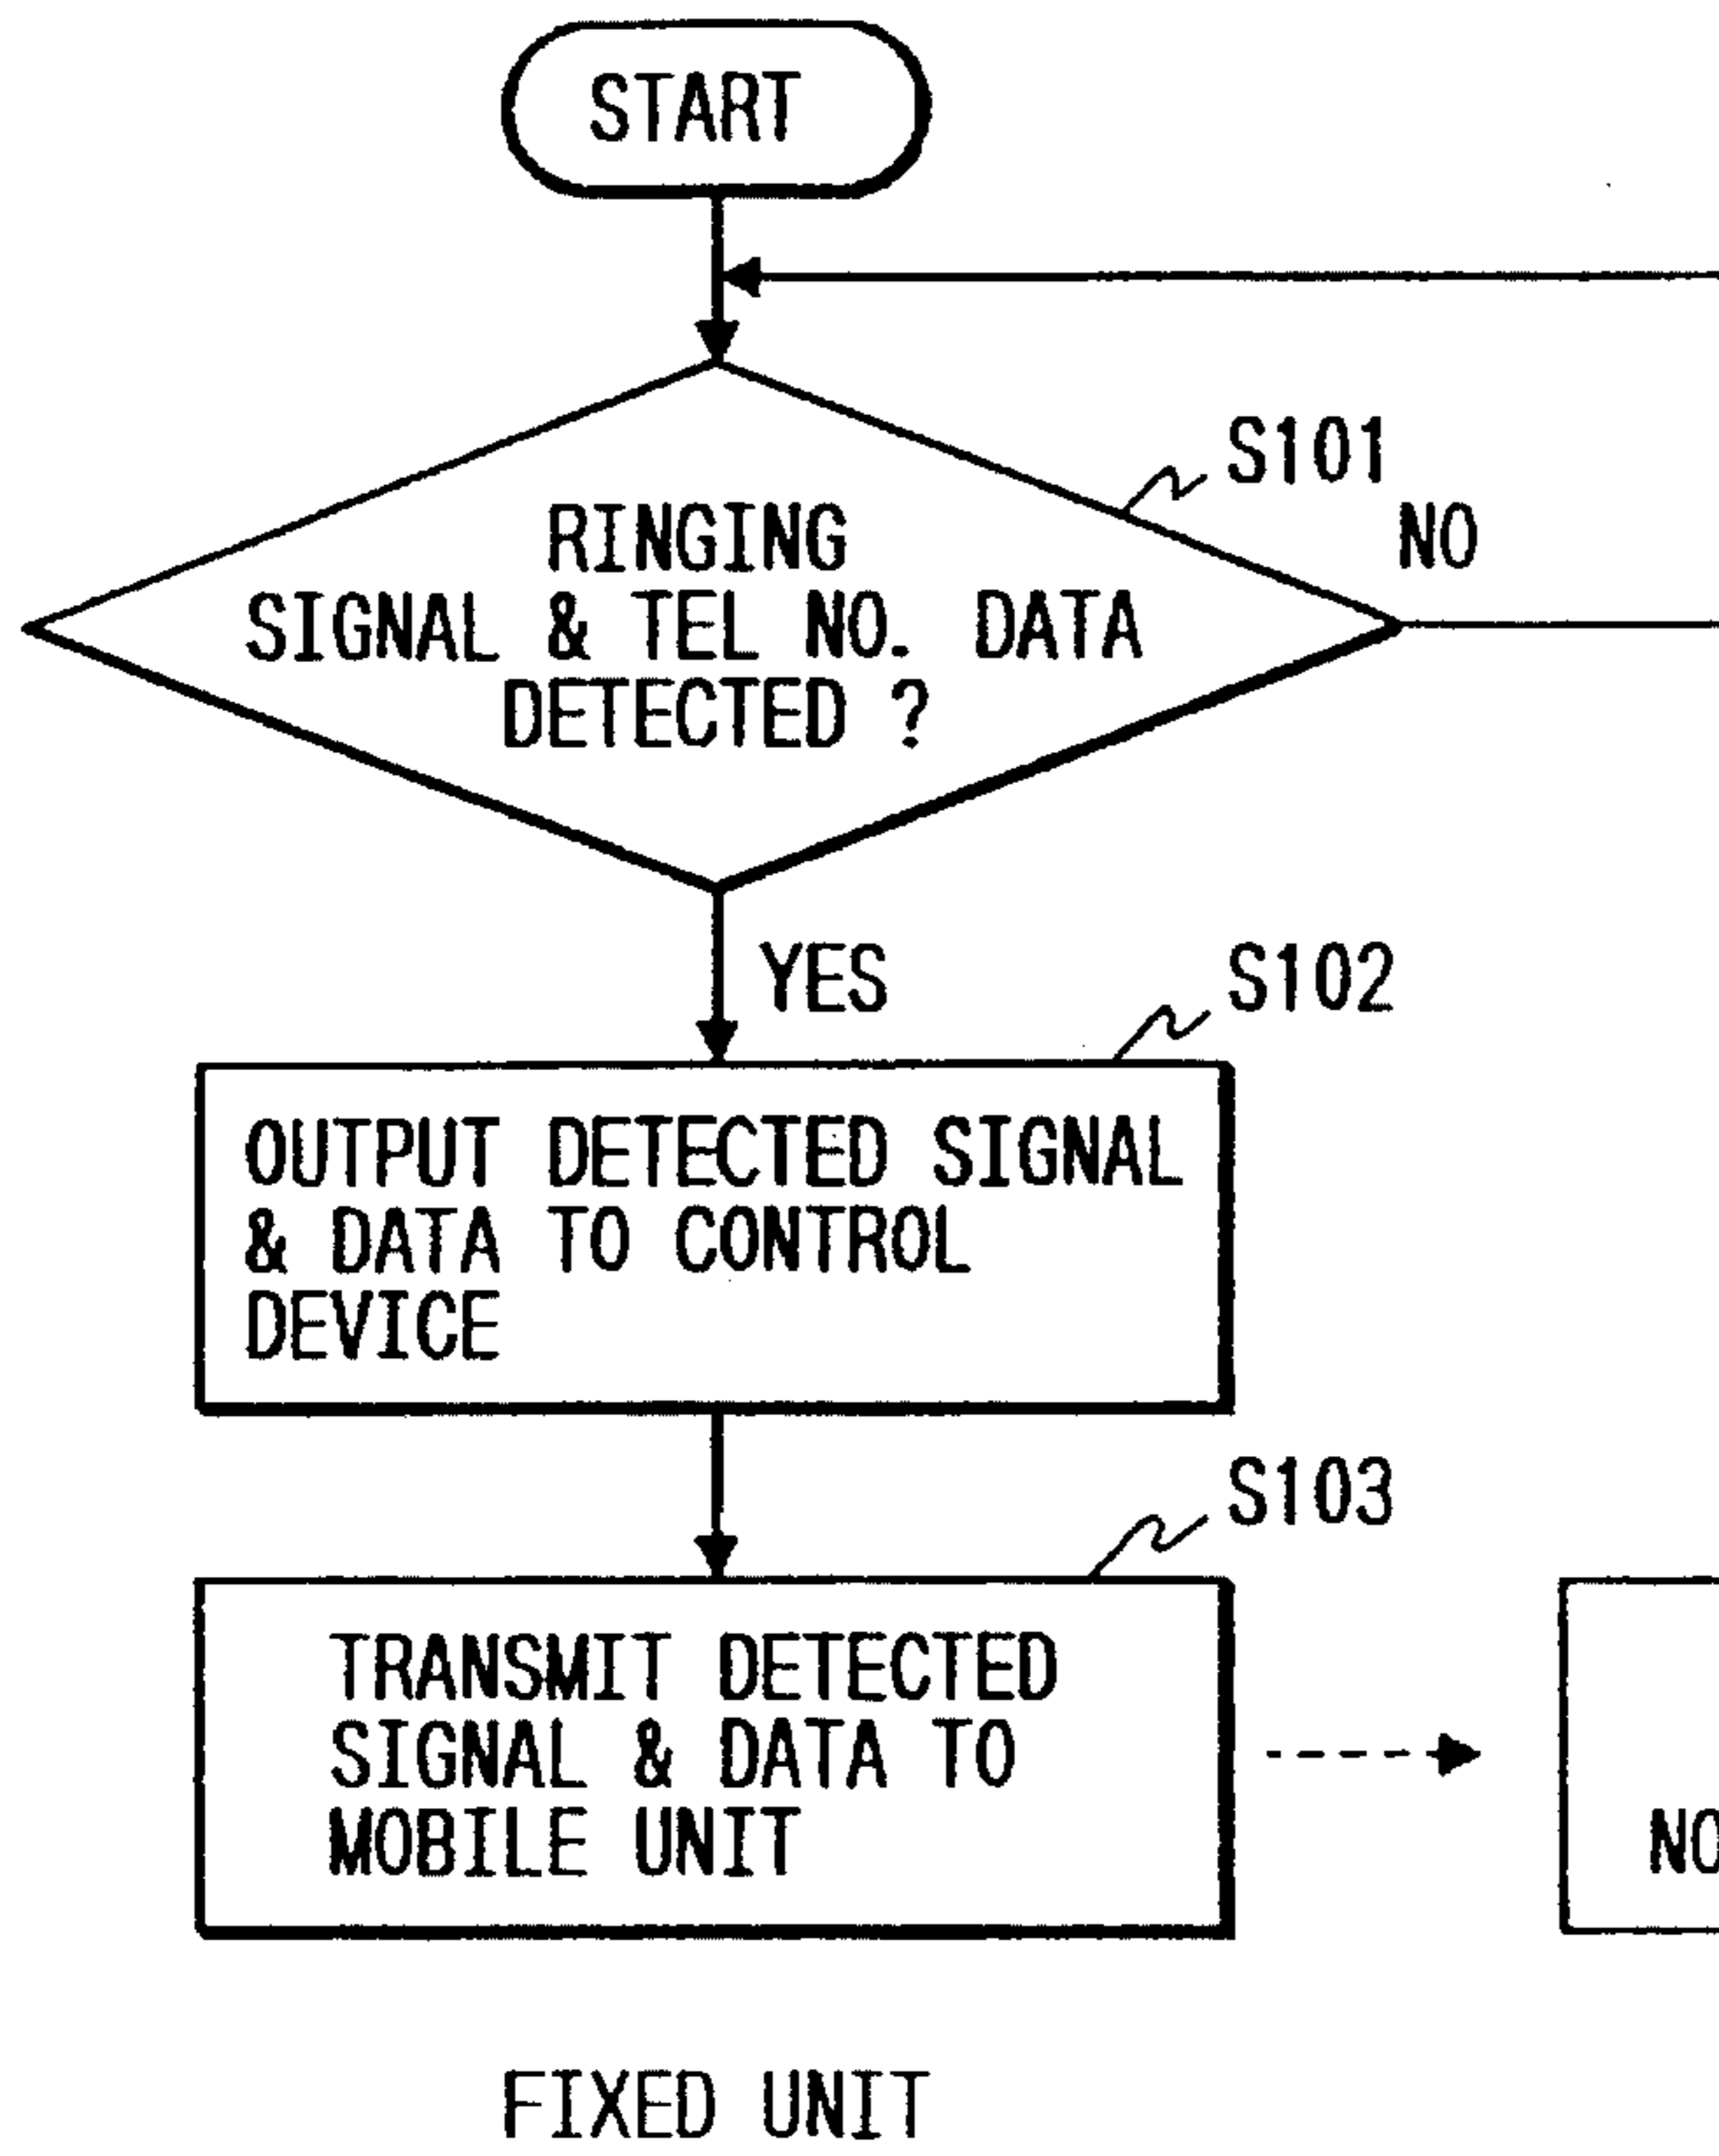 START
S101
NO
RINGING
SIGNAL & TEL NO. DATA
DETECTED ?
YES
S102
OUTPUT DETECTED SIGNAL
& DATA TO CONTROL
DEVICE
S103
TRANSMIT DETECTED
SIGNAL & DATA TO
MOBILE UNIT
FIXED UNIT